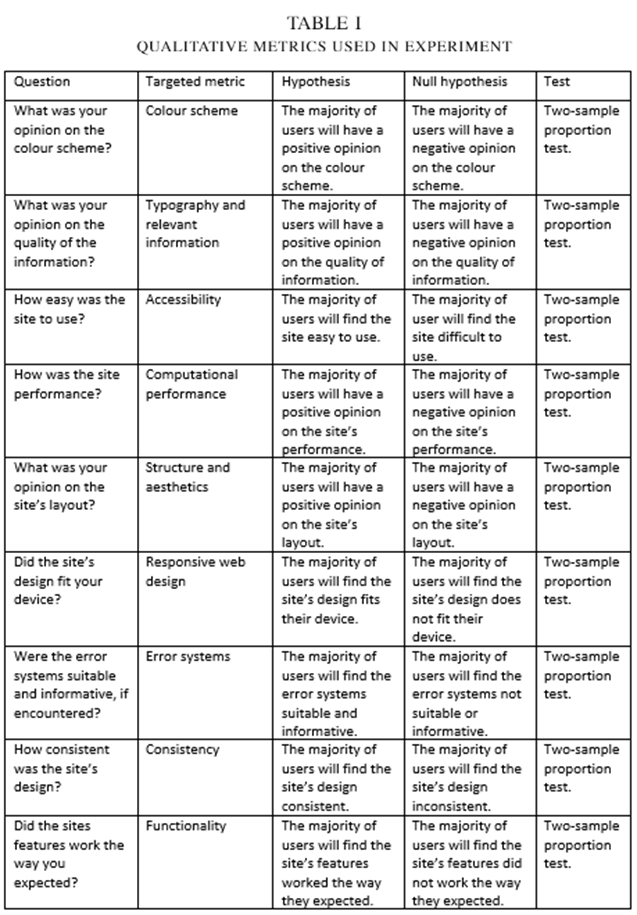 TABLE I
QUALITATIVE METRICS USED IN EXPERIMENT
Question
Targeted metric
Hypothesis
Null hypothesis
Test
What was your
opinion on the
colour scheme?
Colour scheme
The majority of
users will have a
positive opinion
on the colour
scheme.
The majority of
users will have a
negative opinion
on the colour
scheme.
Two-sample
proportion
test.
What was your
opinion on the
quality of the
information?
Typography and
relevant
information
The majority of
users will have a
positive opinion
on the quality of
information.
The majority of
users will have a
negative opinion
on the quality of
information.
Two-sample
proportion
test.
How easy was the
site to use?
Accessibility
The majority of
users will find the
site easy to use.
The majority of
user will find the
site difficult to
use.
Two-sample
proportion
test.
How was the site
performance?
Computational
performance
The majority of
users will have a
positive opinion
on the site's
performance.
The majority of
users will have a
negative opinion
on the site's
performance.
Two-sample
proportion
test.
What was your
opinion on the
site's layout?
Structure and
aesthetics
The majority of
users will have a
positive opinion
on the site's
layout.
The majority of
users will have a
negative opinion
on the site's
layout.
Two-sample
proportion
test.
Did the site's
design fit your
device?
Responsive web
design
The majority of
users will find the
site's design fits
their device.
The majority of
users will find the
site's design does
not fit their
device.
Two-sample
proportion
test.
Were the error
systems suitable
and informative, if
encountered?
Error systems
The majority of
users will find the
error systems
suitable and
informative.
The majority of
users will find the
error systems not
suitable or
informative.
Two-sample
proportion
test.
How consistent
was the site's
design?
Consistency
The majority of
users will find the
site's design
consistent.
The majority of
users will find the
site's design
inconsistent.
Two-sample
proportion
test.
Did the sites
features work the
way you
expected?
Functionality
The majority of
users will find the
site's features
worked the way
they expected.
The majority of
users will find the
site's features did
not work the way
they expected.
Two-sample
proportion
test.